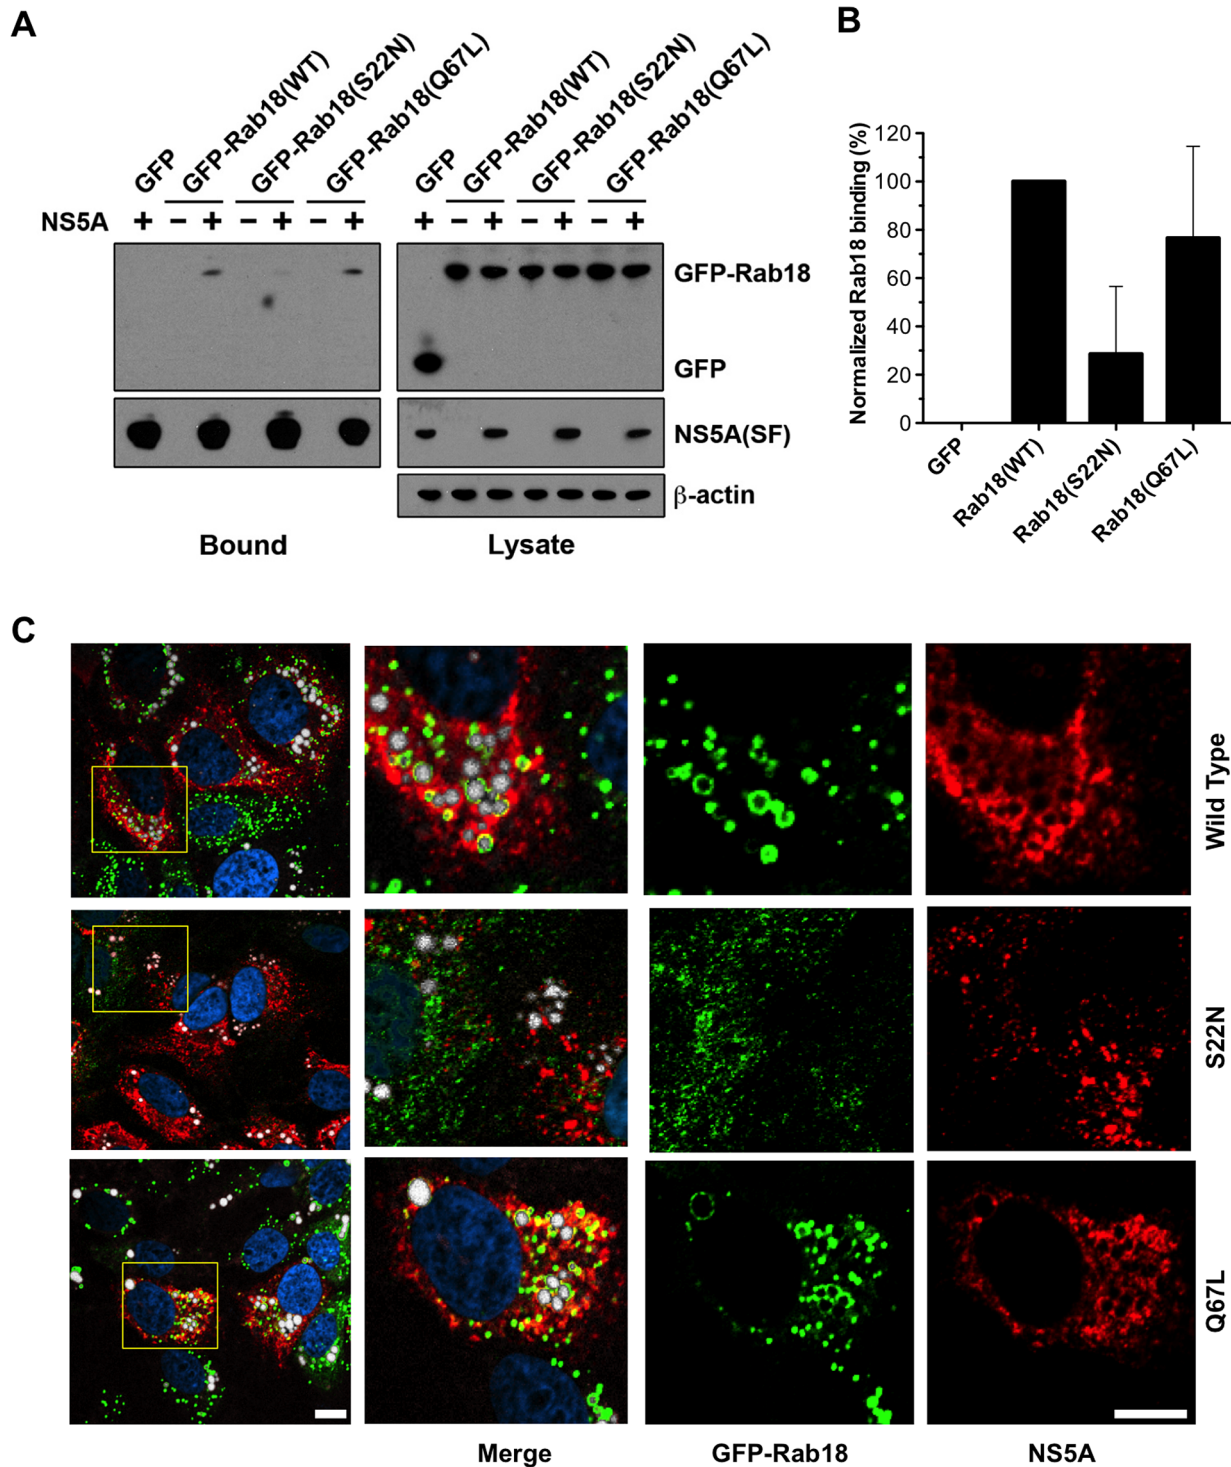 A
GFP
GFP-Rab18(WT)
GFP-Rab18(S22N)
GFP-Rab18(Q67L)
GFP
GFP-Rab18(WT)
GFP-Rab18(S22N)
GFP-Rab18(Q67L)
NS5A + − + − + − + + − + − + − +
GFP-Rab18
GFP
NS5A(SF)
β-actin
Bound
Lysate
B
Normalized Rab18 binding (%)
120
100
80
60
40
20
0
GFP
Rab18(WT)
Rab18(S22N)
Rab18(Q67L)
C
Wild Type
S22N
Q67L
Merge
GFP-Rab18
NS5A